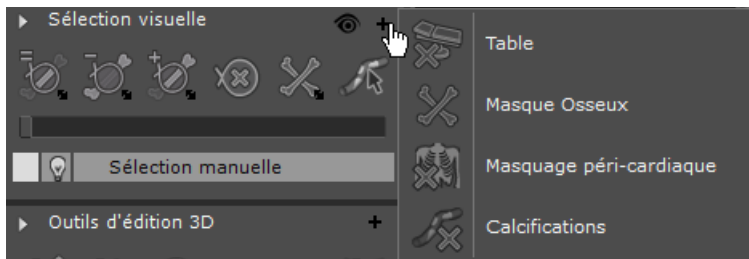 Sélection visuelle
Sélection manuelle
Outils d'édition 3D
Table
Masque Osseux
Masquage péri-cardiaque
Calcifications